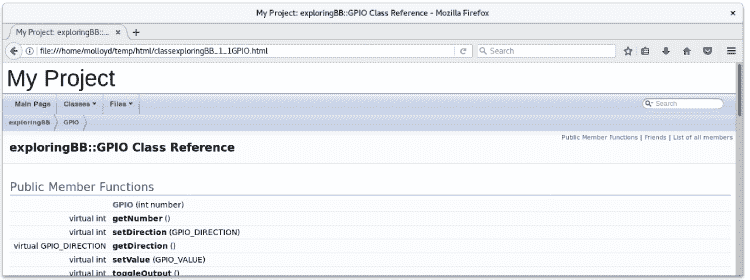 My Project: exploringBB::GPIO Class Reference - Mozilla Firefox
My Project: exploringBB::...
file:///home/molloyd/temp/html/classexploringBB_1_1GPIO.html
Search
My Project
Main Page Classes Files
Search
exploringBB GPIO
Public Member Functions | Friends | List of all members
exploringBB::GPIO Class Reference
Public Member Functions
GPIO (int number)
virtual int getNumber ()
virtual int setDirection (GPIO_DIRECTION)
virtual GPIO_DIRECTION getDirection ()
virtual int setValue (GPIO_VALUE)
virtual int toggleOutput ()